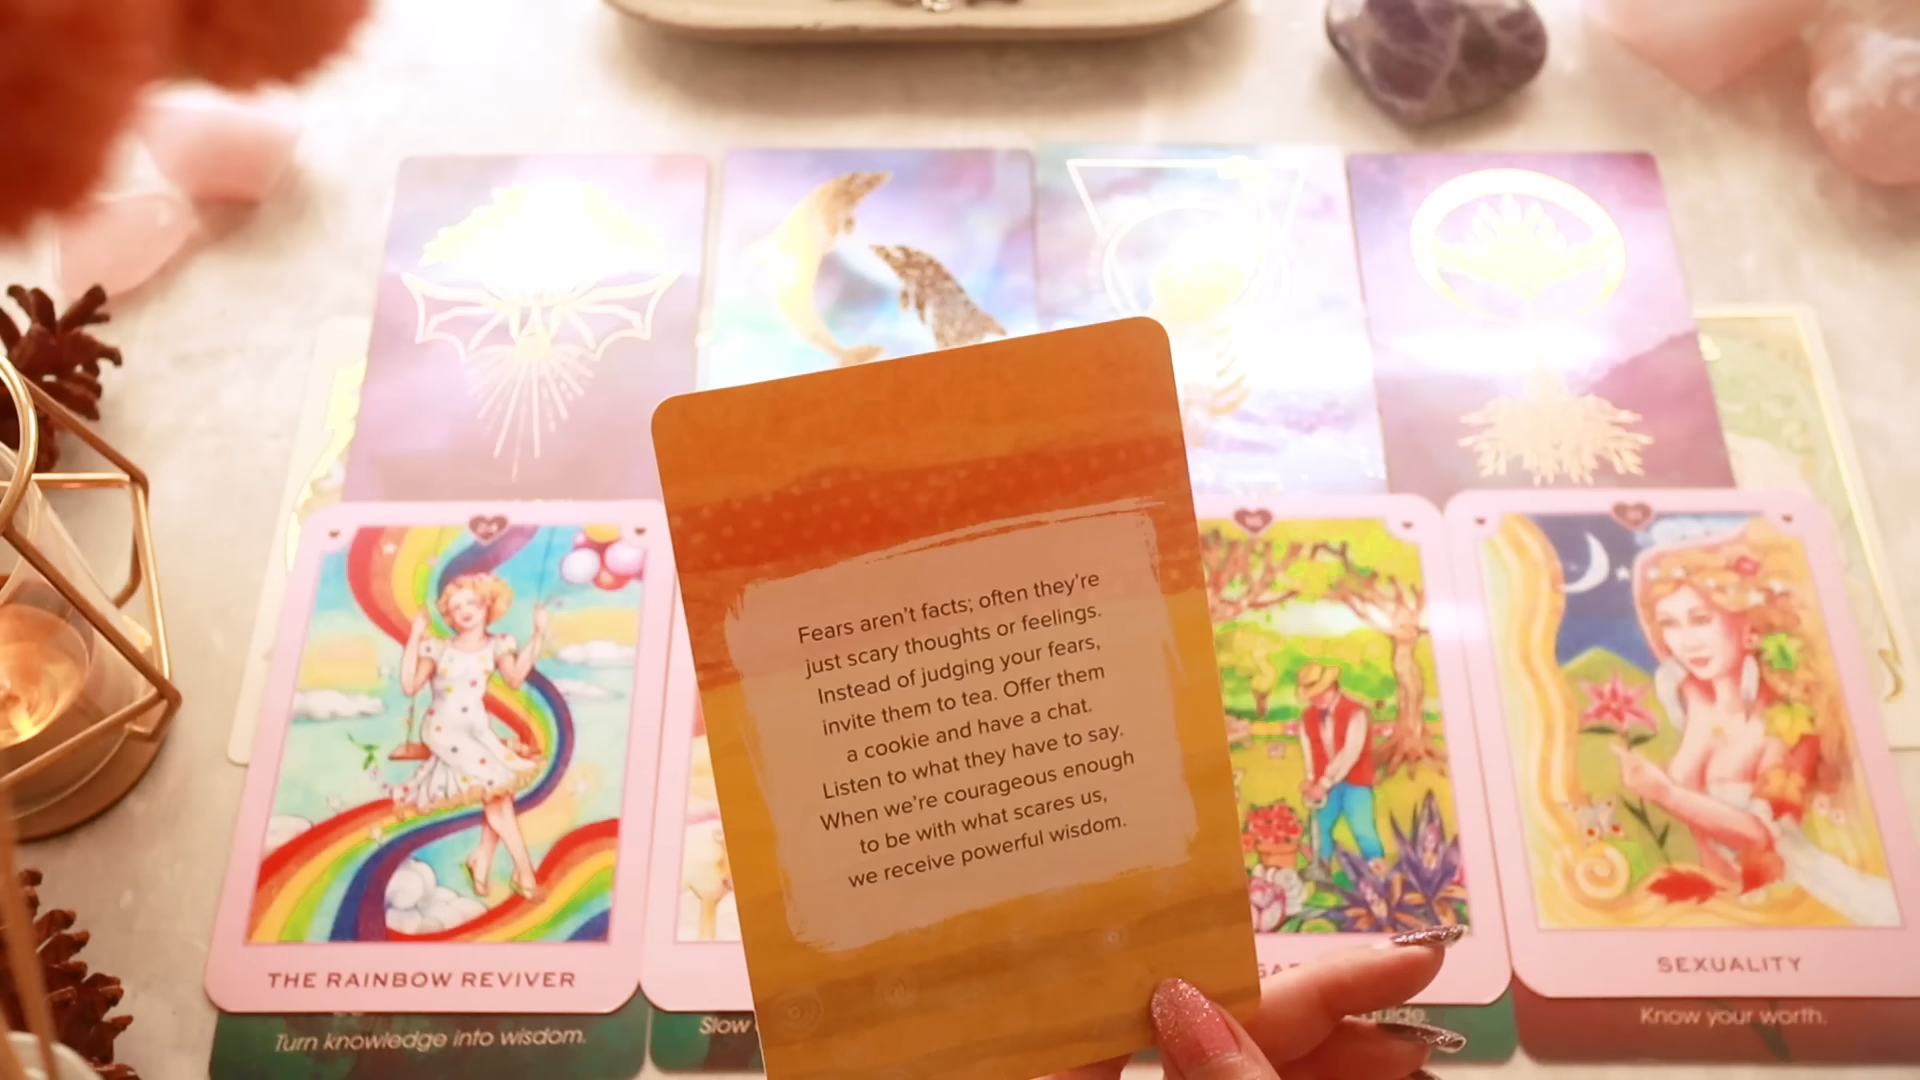 Fears aren't facts; often they're
just scary thoughts or feelings.
Instead of judging your fears,
invite them to tea. Offer them
a cookie and have a chat.
Listen to what they have to say.
When we're courageous enough
to be with what scares us,
we receive powerful wisdom.
24
THE RAINBOW REVIVER
SEXUALITY
Turn knowledge into wisdom.
Slow
guide.
Know your worth.